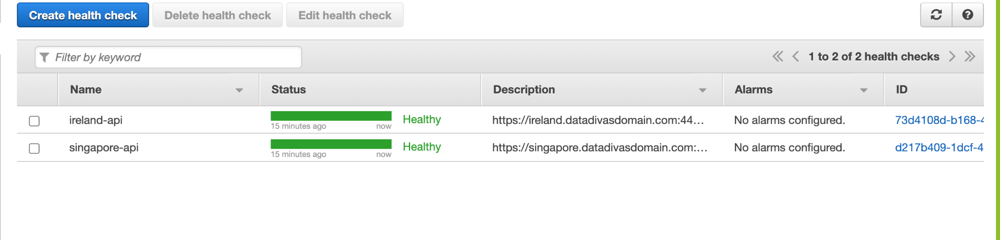 Create health check Delete health check Edit health check
Filter by keyword 1 to 2 of 2 health checks
Name Status Description Alarms ID
ireland-api Healthy https://ireland.datadivasdomain.com:44... No alarms configured. 73d4108d-b168-4
15 minutes ago now
singapore-api Healthy https://singapore.datadivasdomain.com:... No alarms configured. d217b409-1dcf-4
15 minutes ago now